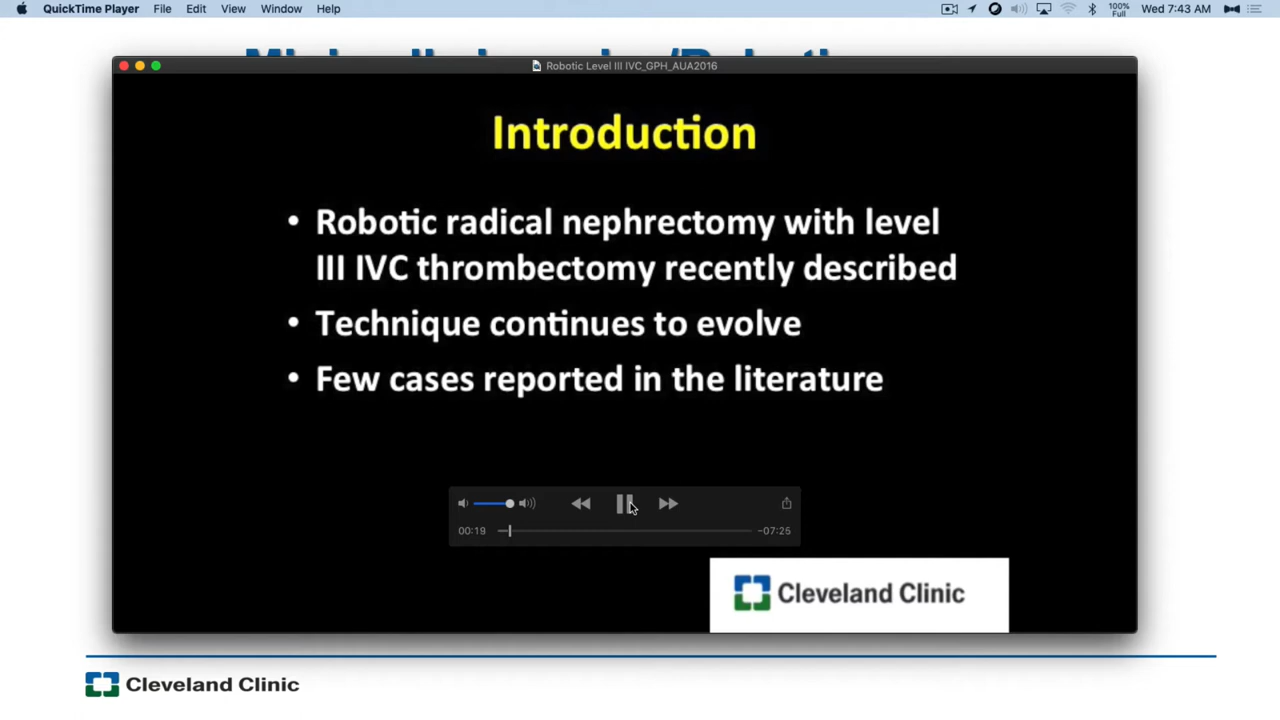 QuickTime Player File Edit View Window Help
100%
Full
Wed 7:43 AM
Robotic Level III IVC_GPH_AUA2016
Introduction
• Robotic radical nephrectomy with level
III IVC thrombectomy recently described
• Technique continues to evolve
• Few cases reported in the literature
00:19
-07:25
Cleveland Clinic
Cleveland Clinic